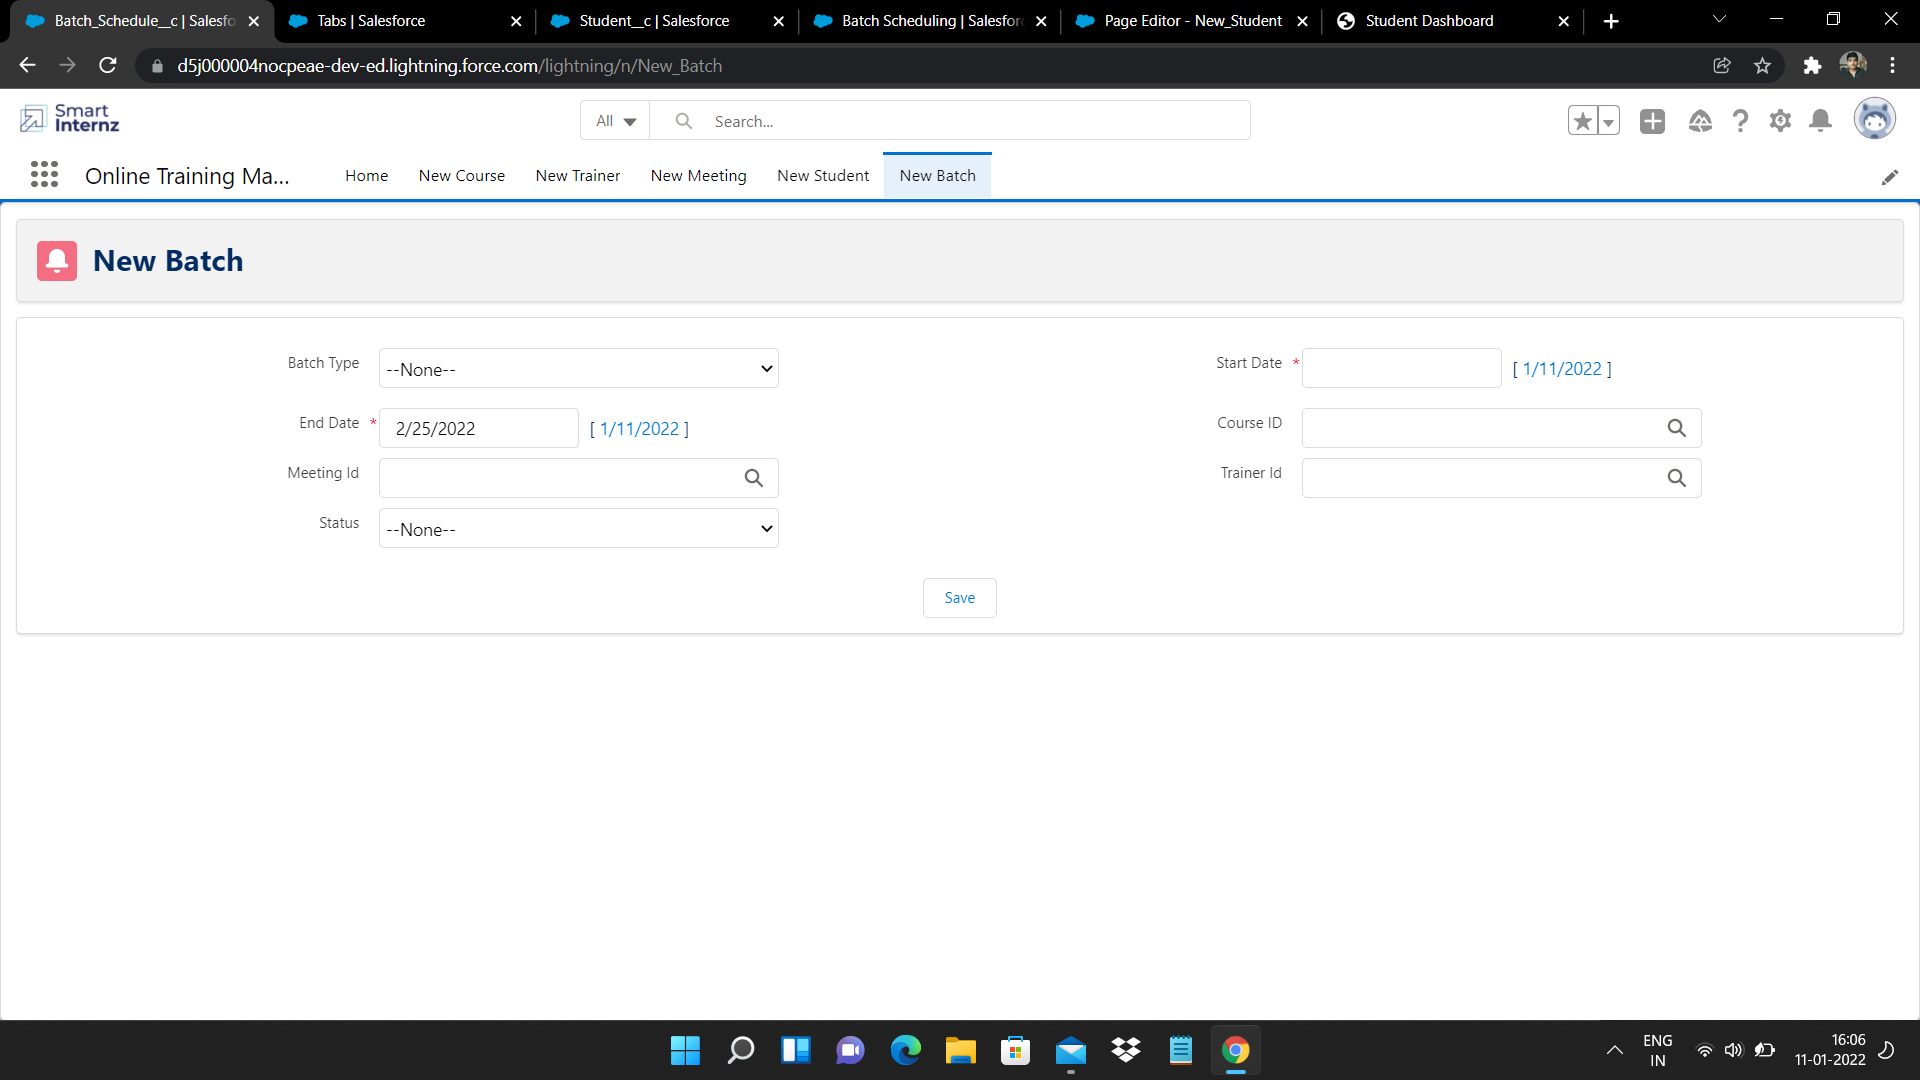 Batch_Schedule__c | Salesfo
Tabs | Salesforce
Student__c | Salesforce
Batch Scheduling | Salesfor
Page Editor - New_Student
Student Dashboard
d5j000004nocpeae-dev-ed.lightning.force.com/lightning/n/New_Batch
Smart
Internz
All
Search...
Online Training Ma...
Home
New Course
New Trainer
New Meeting
New Student
New Batch
New Batch
Batch Type
--None--
Start Date *
[ 1/11/2022 ]
End Date *
2/25/2022
[ 1/11/2022 ]
Course ID
Meeting Id
Trainer Id
Status
--None--
Save
ENG
IN
16:06
11-01-2022